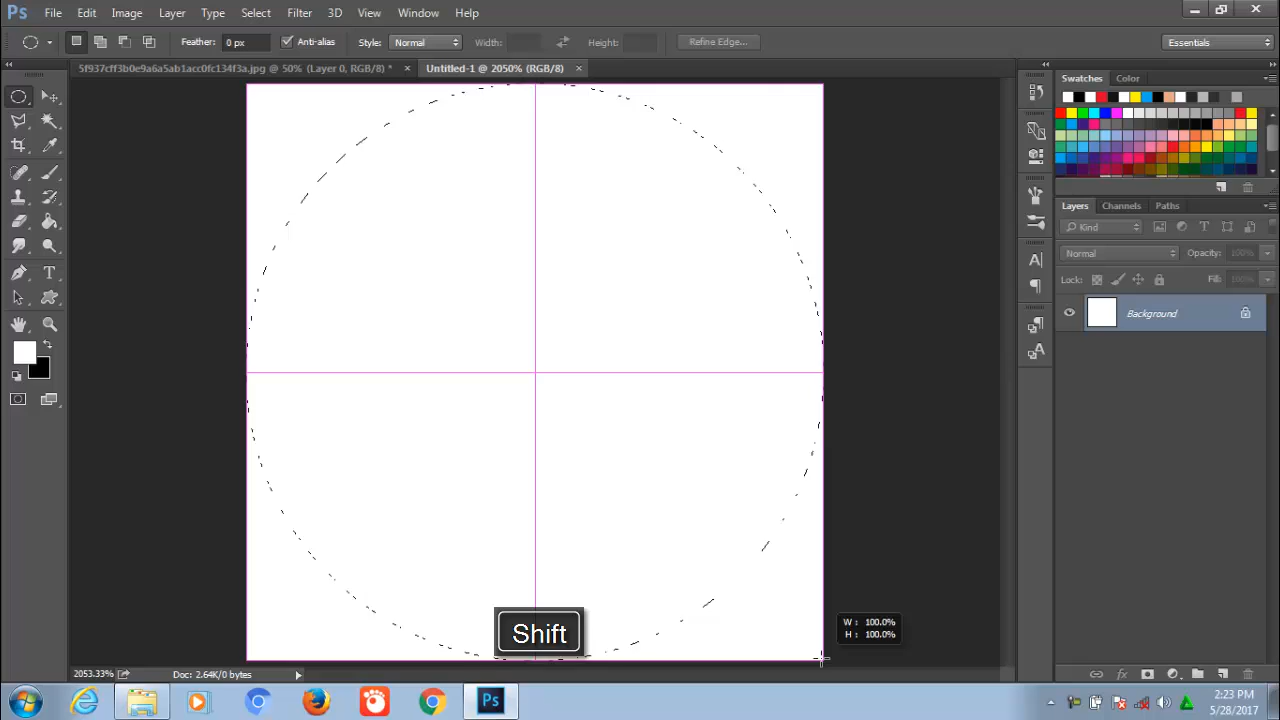 Ps File Edit Image Layer Type Select Filter 3D View Window Help
Feather: 0 px Anti-alias Style: Normal Width: Height: Refine Edge... Essentials
5f937cff3b0e9a6a5ab1acc0fc134f3a.jpg @ 50% (Layer 0, RGB/8) * × Untitled-1 @ 2050% (RGB/8) ×
Swatches Color
Layers Channels Paths
Kind
Normal Opacity: 100%
Lock: Fill: 100%
Background
W : 100.0%
H : 100.0%
Shift
2053.33% Doc: 2.64K/0 bytes
Ps
2:23 PM
5/28/2017